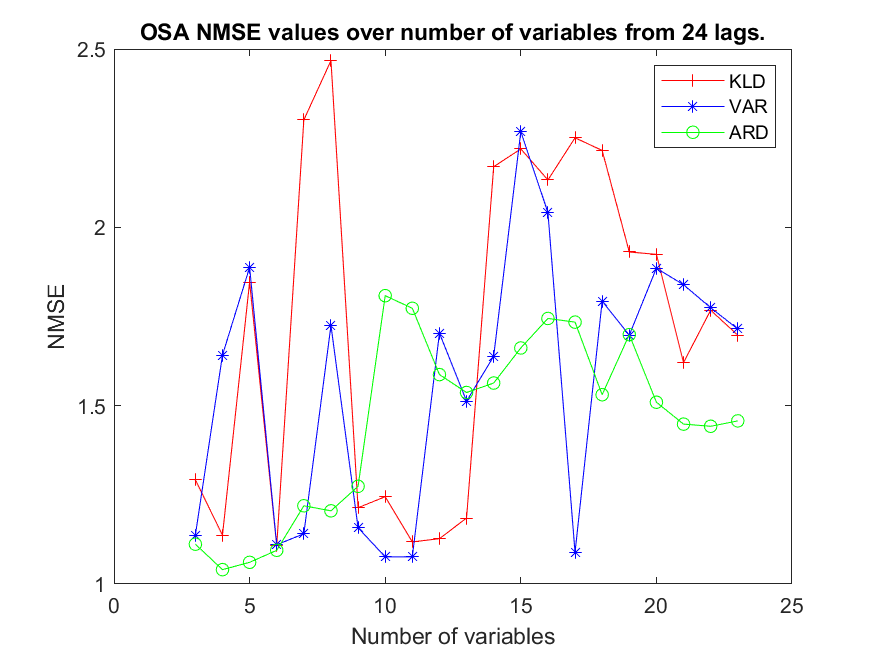 OSA NMSE values over number of variables from 24 lags.
2.5
2
1.5
1
NMSE
KLD
VAR
ARD
0
5
10
15
20
25
Number of variables